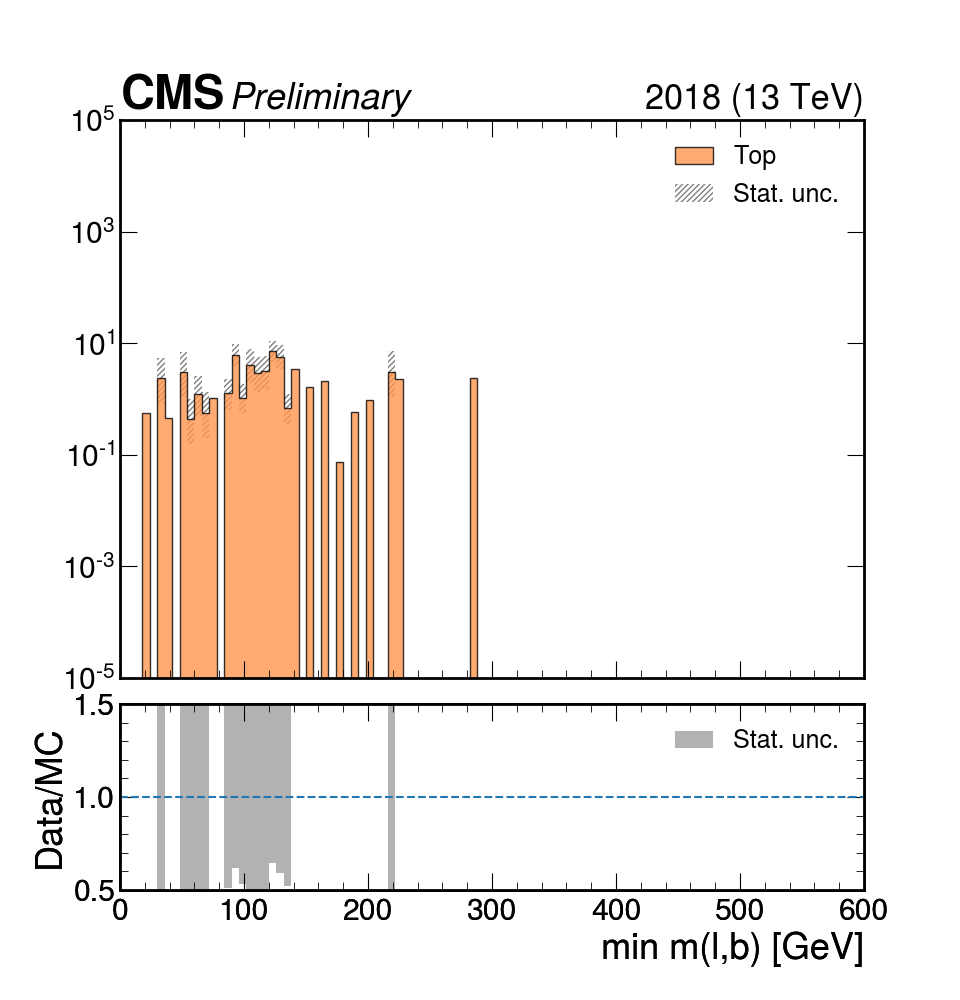 CMS Preliminary 2018 (13 TeV)
10^5
Top
Stat. unc.
10^3
10^1
10^-1
10^-3
10^-5
1.5
Stat. unc.
Data/MC
1.0
0.5
0 100 200 300 400 500 600
min m(l,b) [GeV]